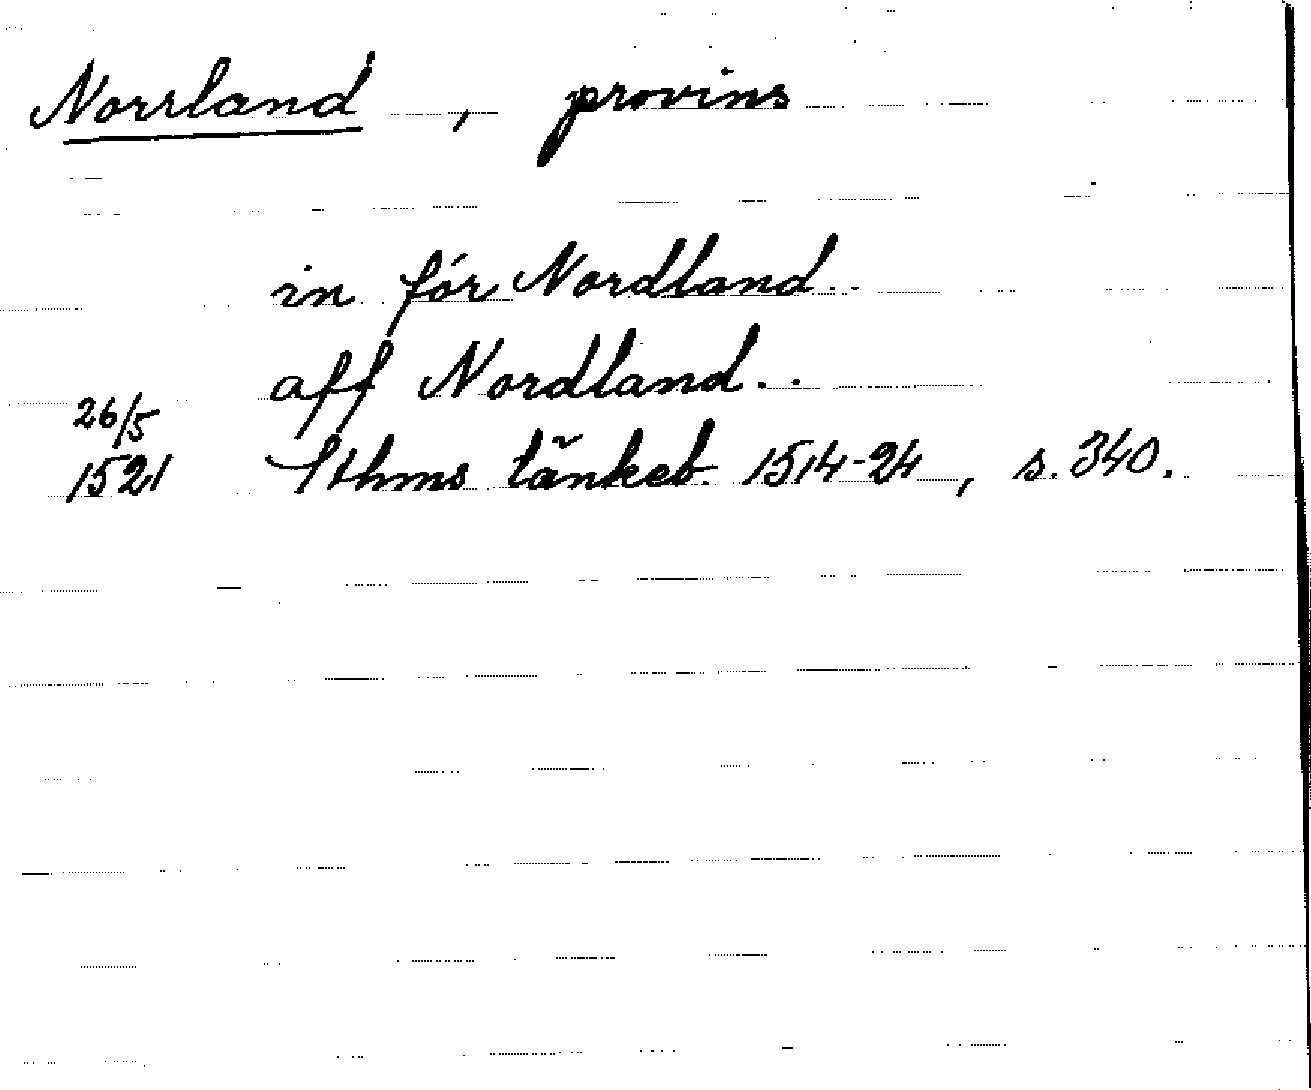 Norrland, provins
in för Nordland..
aff Nordland..
26/5
1521 Sthms tänkeb. 1514-24, s. 340.